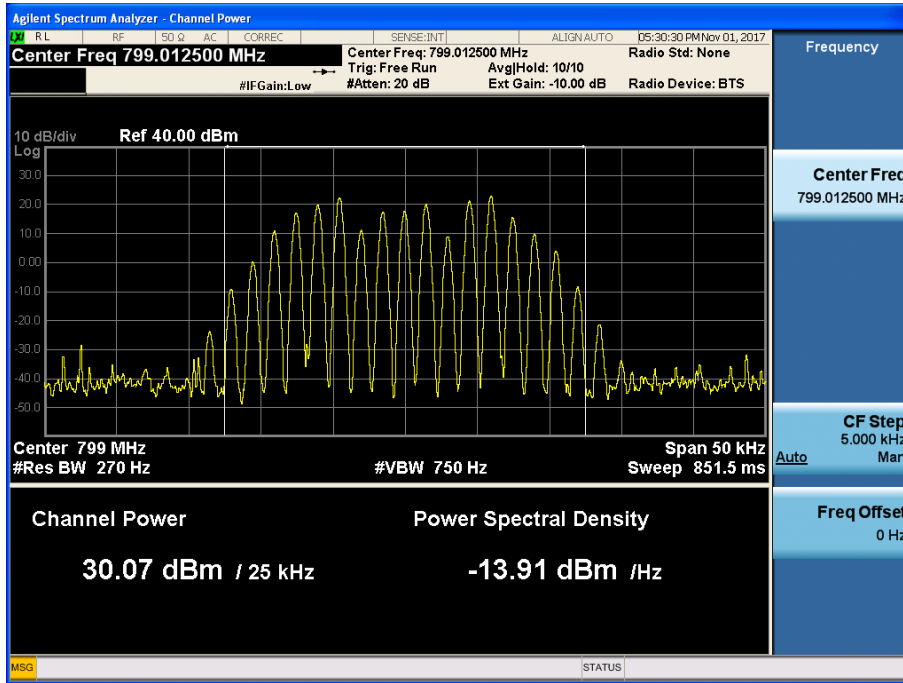 Agilent Spectrum Analyzer - Channel Power
LXI RL RF 50 Ω AC CORREC SENSE:INT ALIGN AUTO 05:30:30 PM Nov 01, 2017
Center Freq 799.012500 MHz
Center Freq: 799.012500 MHz Radio Std: None
Trig: Free Run Avg|Hold: 10/10
#IFGain:Low #Atten: 20 dB Ext Gain: -10.00 dB Radio Device: BTS
Frequency
10 dB/div Ref 40.00 dBm
Log
30.0
20.0
10.0
0.00
-10.0
-20.0
-30.0
-40.0
-50.0
Center Freq
799.012500 MHz
Center 799 MHz Span 50 kHz
#Res BW 270 Hz #VBW 750 Hz Sweep 851.5 ms
CF Step
5.000 kHz
Auto Man
Freq Offset
0 Hz
Channel Power Power Spectral Density
30.07 dBm / 25 kHz -13.91 dBm /Hz
MSG STATUS